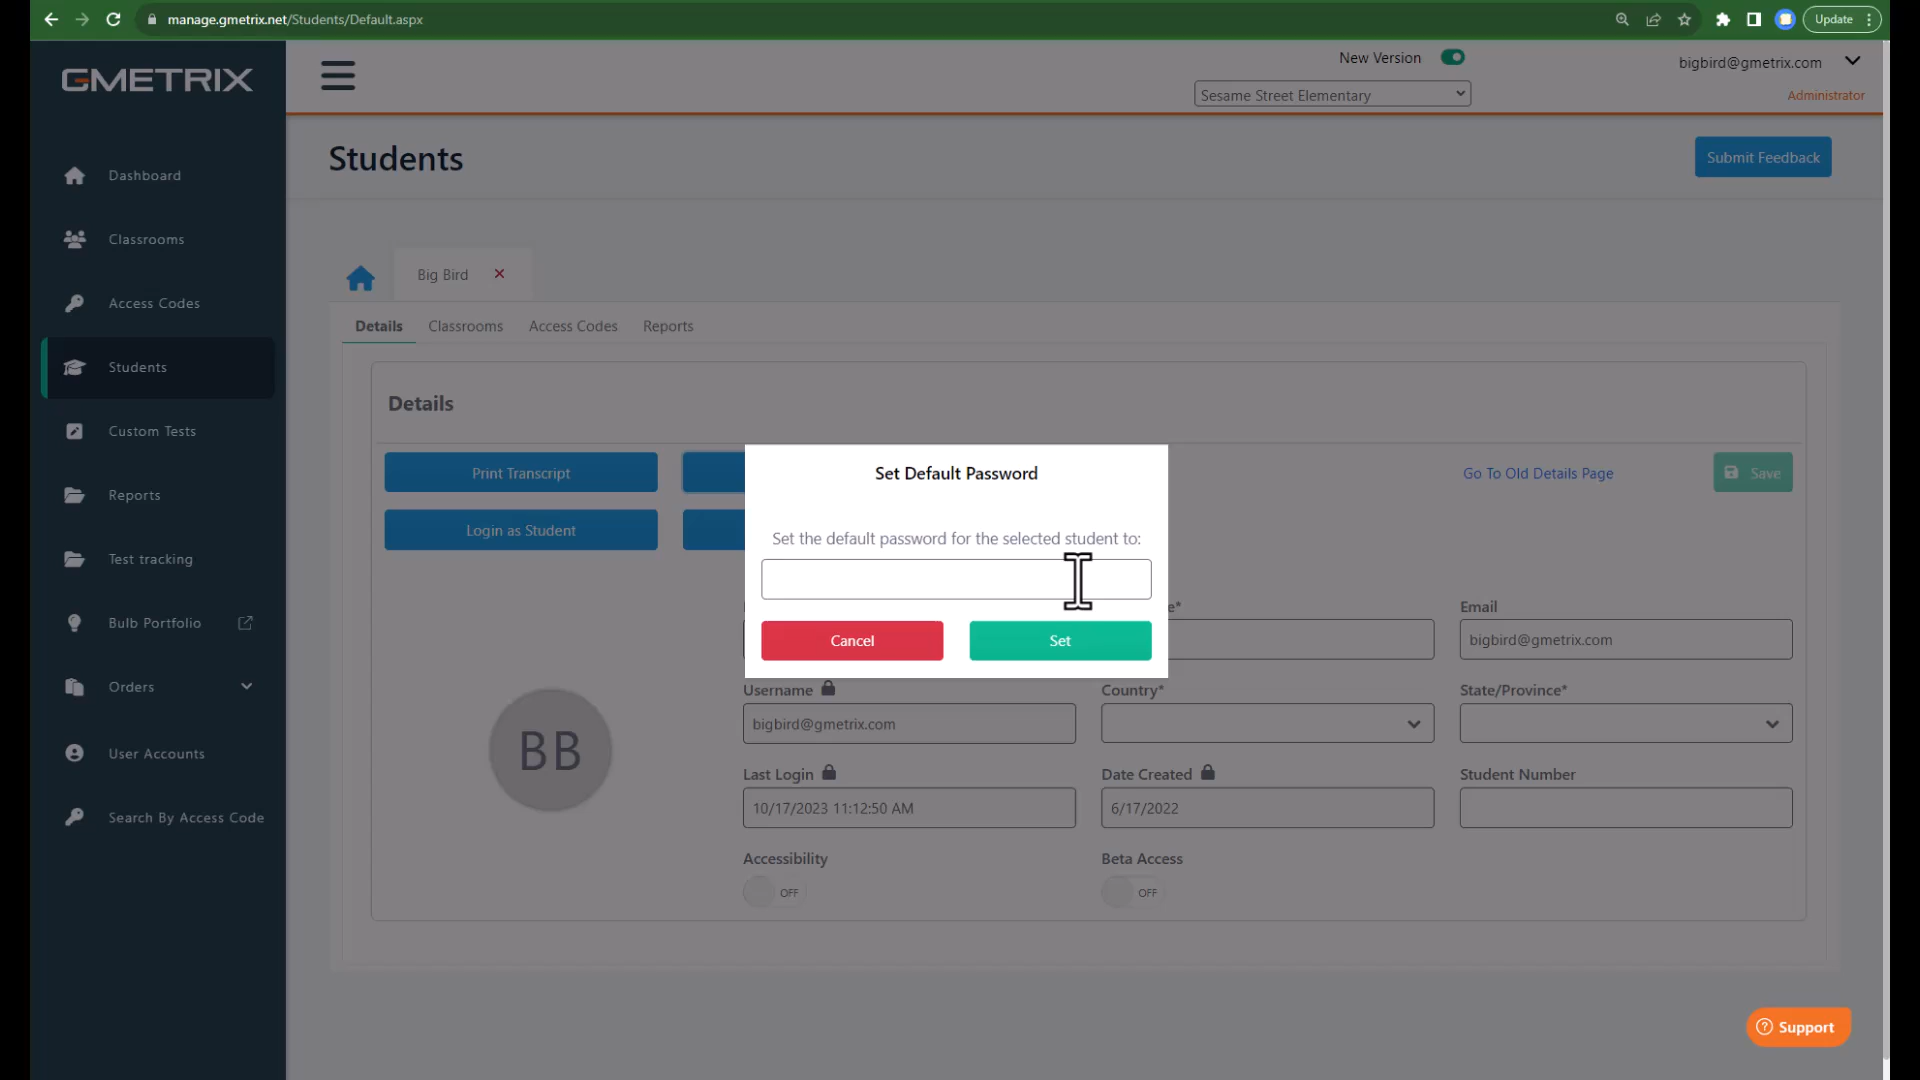 manage.gmetrix.net/Students/Default.aspx
Update
GMETRIX
New Version
bigbird@gmetrix.com
Sesame Street Elementary
Administrator
Students
Submit Feedback
Dashboard
Classrooms
Access Codes
Students
Custom Tests
Reports
Test tracking
Bulb Portfolio
Orders
User Accounts
Search By Access Code
Big Bird
Details Classrooms Access Codes Reports
Details
Print Transcript
Go To Old Details Page
Save
Login as Student
Set Default Password
Set the default password for the selected student to:
Cancel
Set
e*
Email
bigbird@gmetrix.com
BB
Username
Country*
State/Province*
bigbird@gmetrix.com
Last Login
Date Created
Student Number
10/17/2023 11:12:50 AM
6/17/2022
Accessibility
Beta Access
OFF
OFF
Support